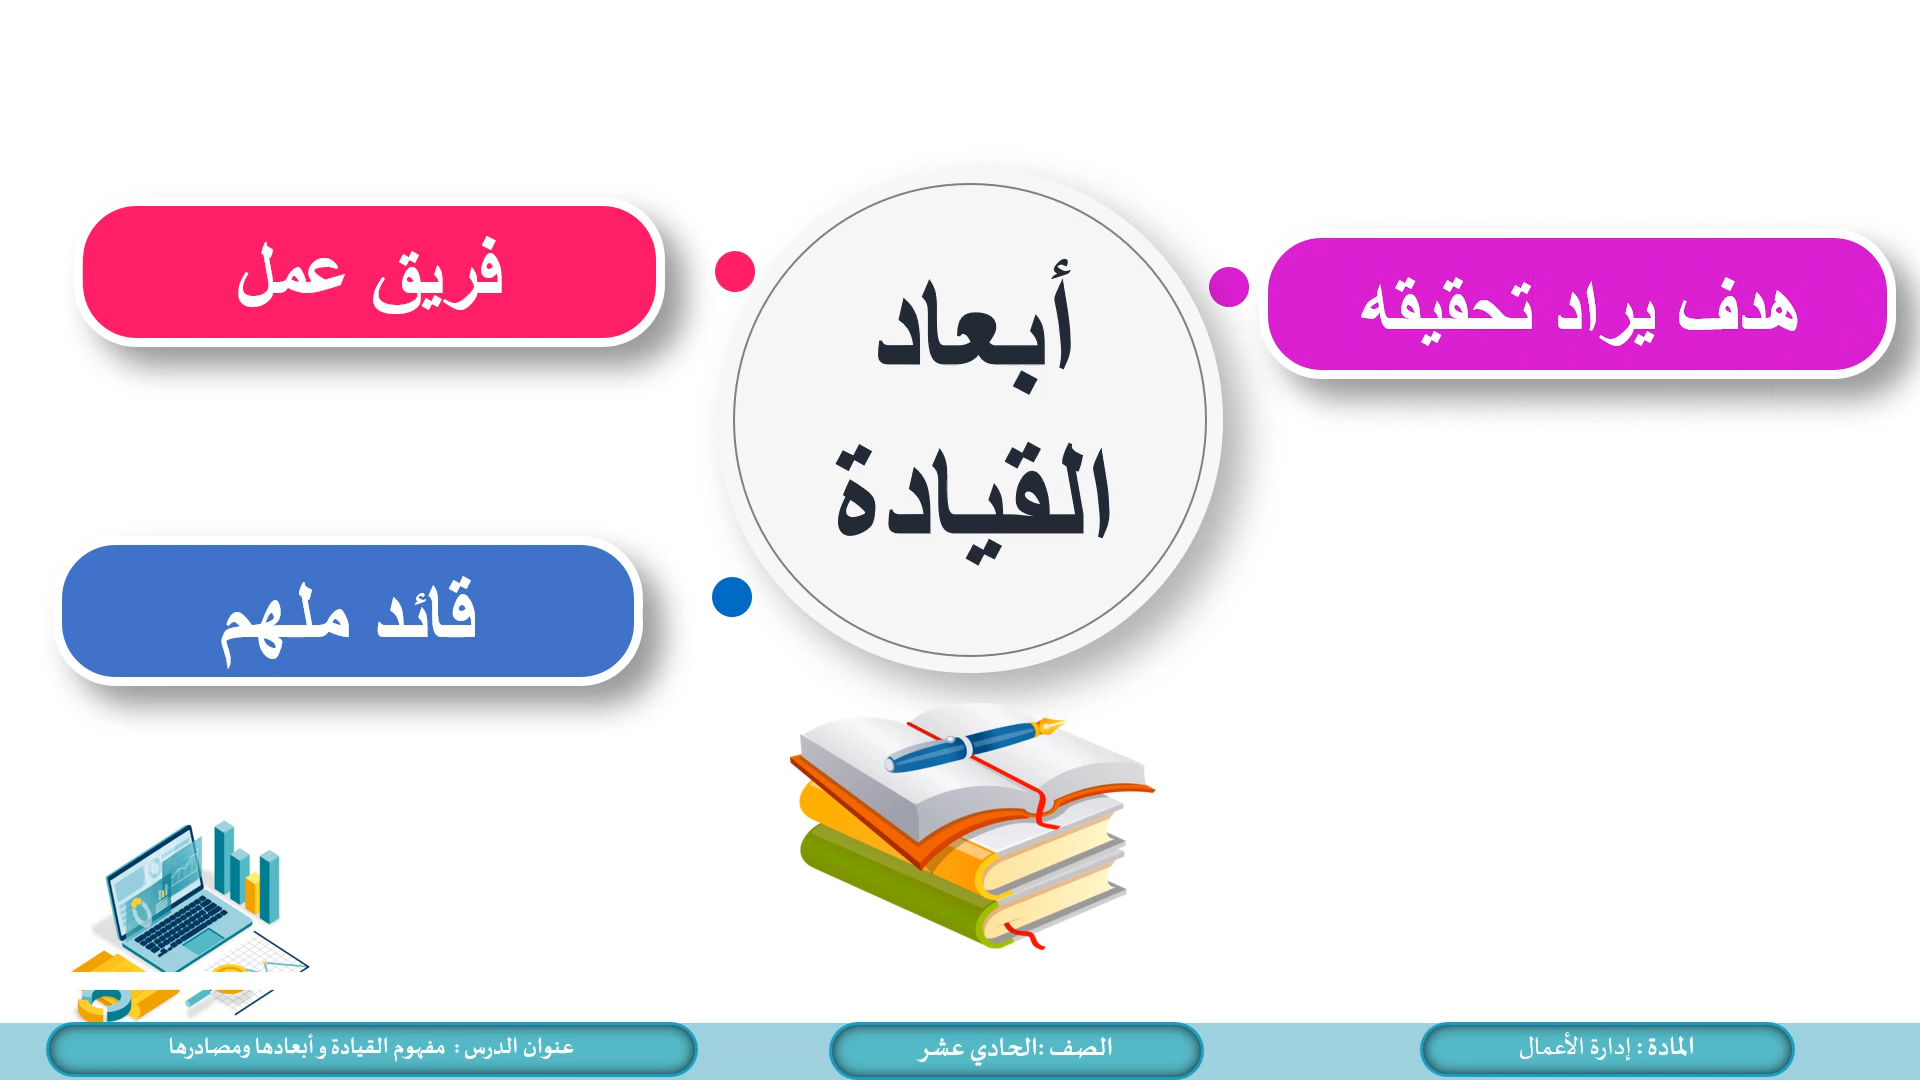 أبعاد
القيادة
هدف يراد تحقيقه
فريق عمل
قائد ملهم
المادة : إدارة الأعمال
الصف :الحادي عشر
عنوان الدرس : مفهوم القيادة و أبعادها ومصادرها